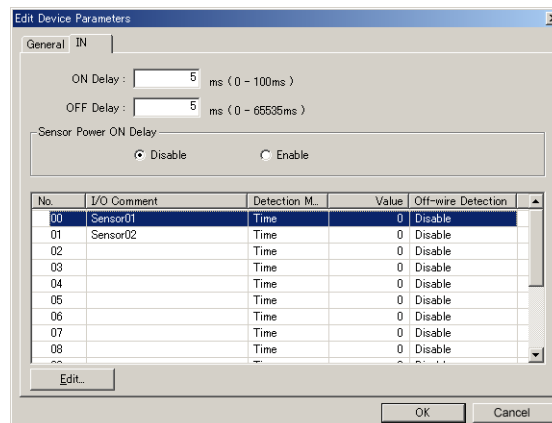 Edit Device Parameters
General IN
ON Delay : 5 ms ( 0 - 100ms )
OFF Delay : 5 ms ( 0 - 65535ms )
Sensor Power ON Delay
Disable Enable
No. I/O Comment Detection M... Value Off-wire Detection
00 Sensor01 Time 0 Disable
01 Sensor02 Time 0 Disable
02 Time 0 Disable
03 Time 0 Disable
04 Time 0 Disable
05 Time 0 Disable
06 Time 0 Disable
07 Time 0 Disable
08 Time 0 Disable
Edit...
OK Cancel